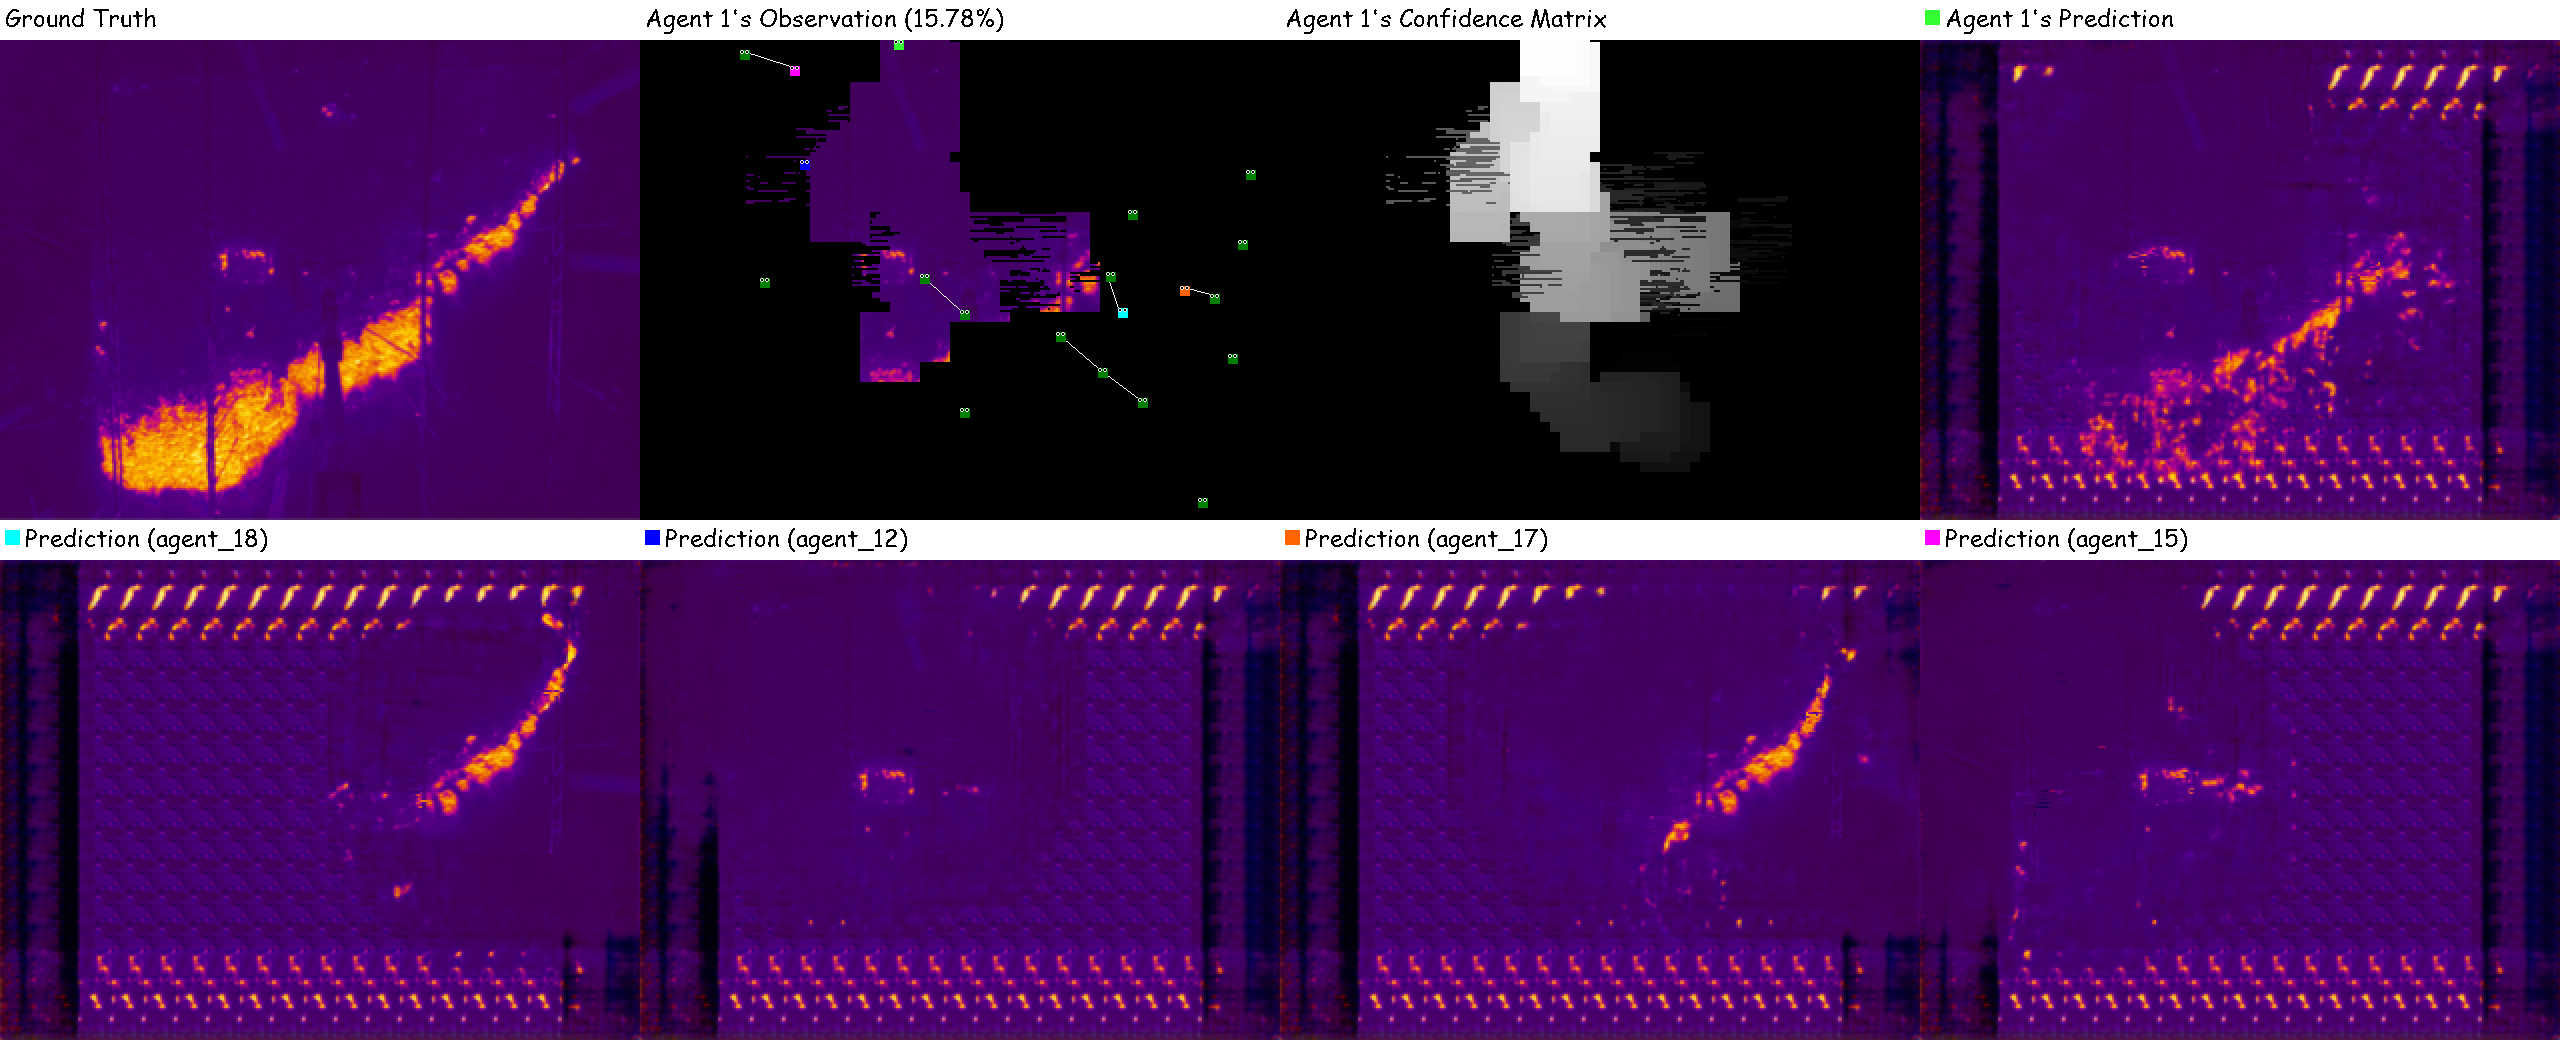 Ground Truth
Agent 1's Observation (15.78%)
Agent 1's Confidence Matrix
Agent 1's Prediction
Prediction (agent_18)
Prediction (agent_12)
Prediction (agent_17)
Prediction (agent_15)